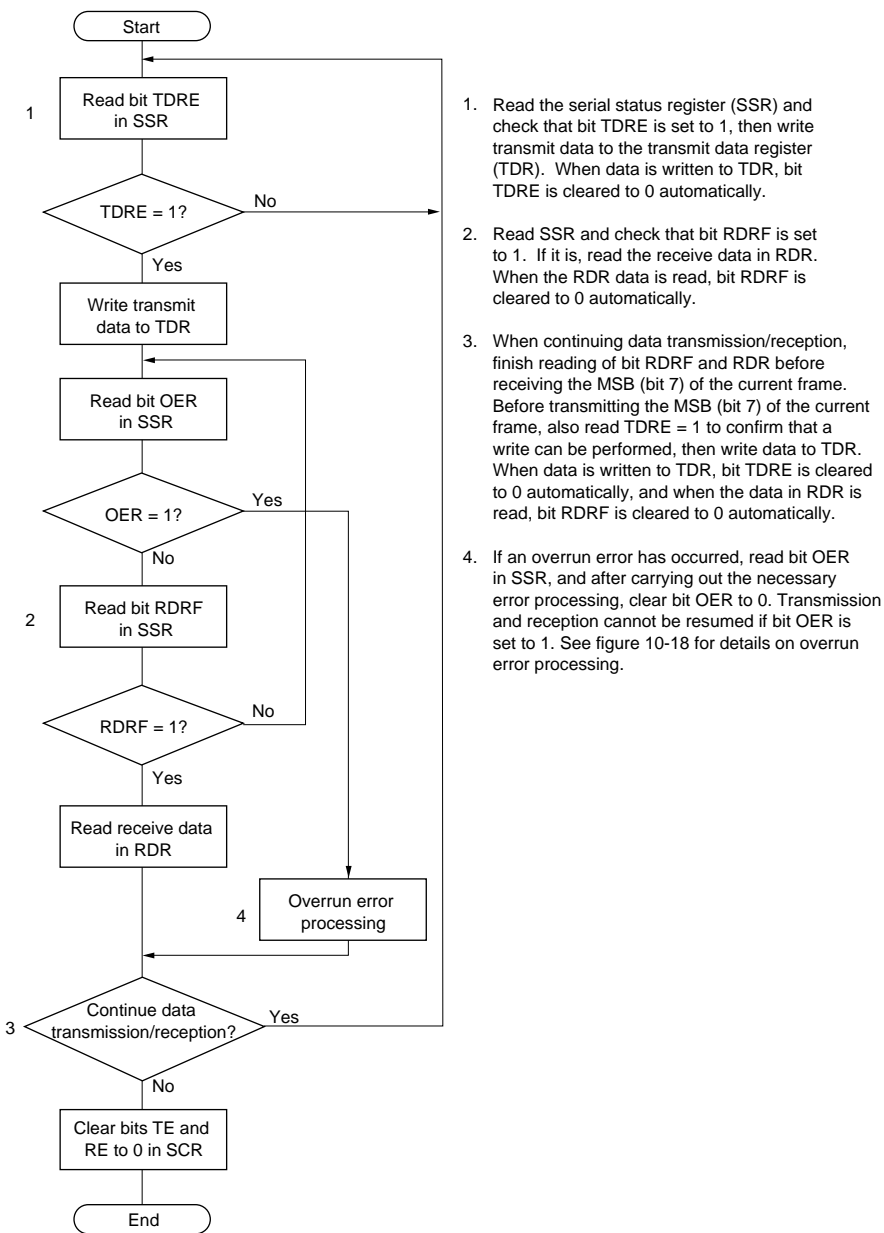 Start
1
Read bit TDRE
in SSR
TDRE = 1?
No
Yes
Write transmit
data to TDR
Read bit OER
in SSR
OER = 1?
Yes
No
2
Read bit RDRF
in SSR
RDRF = 1?
No
Yes
Read receive data
in RDR
4
Overrun error
processing
3
Continue data
transmission/reception?
Yes
No
Clear bits TE and
RE to 0 in SCR
End
1. Read the serial status register (SSR) and
check that bit TDRE is set to 1, then write
transmit data to the transmit data register
(TDR). When data is written to TDR, bit
TDRE is cleared to 0 automatically.
2. Read SSR and check that bit RDRF is set
to 1. If it is, read the receive data in RDR.
When the RDR data is read, bit RDRF is
cleared to 0 automatically.
3. When continuing data transmission/reception,
finish reading of bit RDRF and RDR before
receiving the MSB (bit 7) of the current frame.
Before transmitting the MSB (bit 7) of the current
frame, also read TDRE = 1 to confirm that a
write can be performed, then write data to TDR.
When data is written to TDR, bit TDRE is cleared
to 0 automatically, and when the data in RDR is
read, bit RDRF is cleared to 0 automatically.
4. If an overrun error has occurred, read bit OER
in SSR, and after carrying out the necessary
error processing, clear bit OER to 0. Transmission
and reception cannot be resumed if bit OER is
set to 1. See figure 10-18 for details on overrun
error processing.